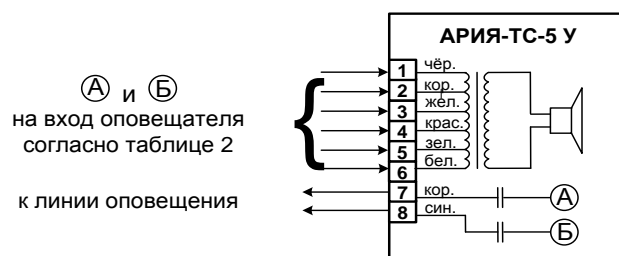 АРИЯ-ТС-5 У
А и Б
на вход оповещателя
согласно таблице 2
к линии оповещения
1 чёр.
2 кор.
3 жёл.
4 крас.
5 зел.
6 бел.
7 кор. А
8 син. Б